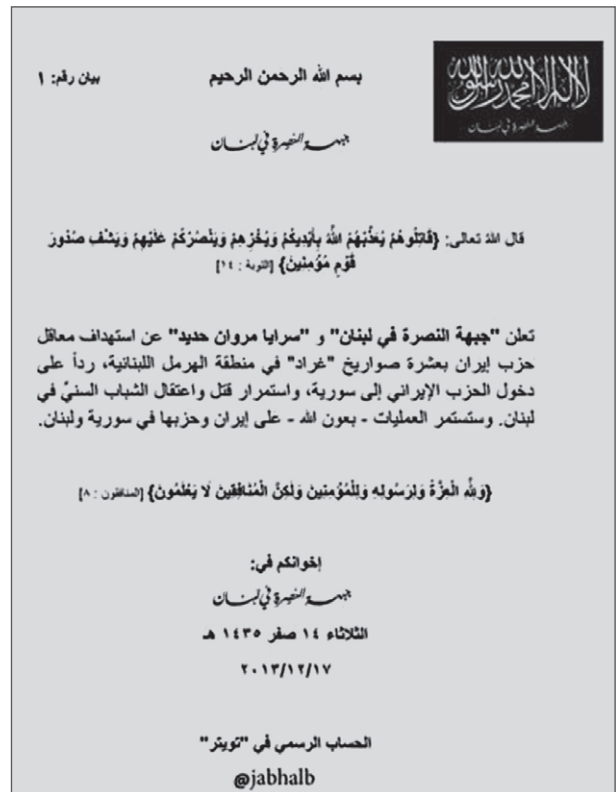 لا إله إلا الله محمد رسول الله
جبهة النصرة في لبنان
بسم الله الرحمن الرحيم
بيان رقم: ١
جبهة النصرة في لبنان
قال الله تعالى: {قَاتِلُوهُمْ يُعَذِّبْهُمُ اللَّهُ بِأَيْدِيكُمْ وَيُخْزِهِمْ وَيَنْصُرْكُمْ عَلَيْهِمْ وَيَشْفِ صُدُورَ
قَوْمٍ مُؤْمِنِينَ} [التوبة : ١٤]
تعلن "جبهة النصرة في لبنان" و "سرايا مروان حديد" عن استهداف معاقل
حزب إيران بعشرة صواريخ "غراد" في منطقة الهرمل اللبنانية، رداً على
دخول الحزب الإيراني إلى سورية، واستمرار قتل واعتقال الشباب السنيِّ في
لبنان. وستستمر العمليات - بعون الله - على إيران وحزبها في سورية ولبنان.
{وَلِلَّهِ الْعِزَّةُ وَلِرَسُولِهِ وَلِلْمُؤْمِنِينَ وَلَكِنَّ الْمُنَافِقِينَ لَا يَعْلَمُونَ} [المنافقون : ٨]
إخوانكم في:
جبهة النصرة في لبنان
الثلاثاء ١٤ صفر ١٤٣٥ هـ
٢٠١٣/١٢/١٧
الحساب الرسمي في "تويتر"
@jabhalb